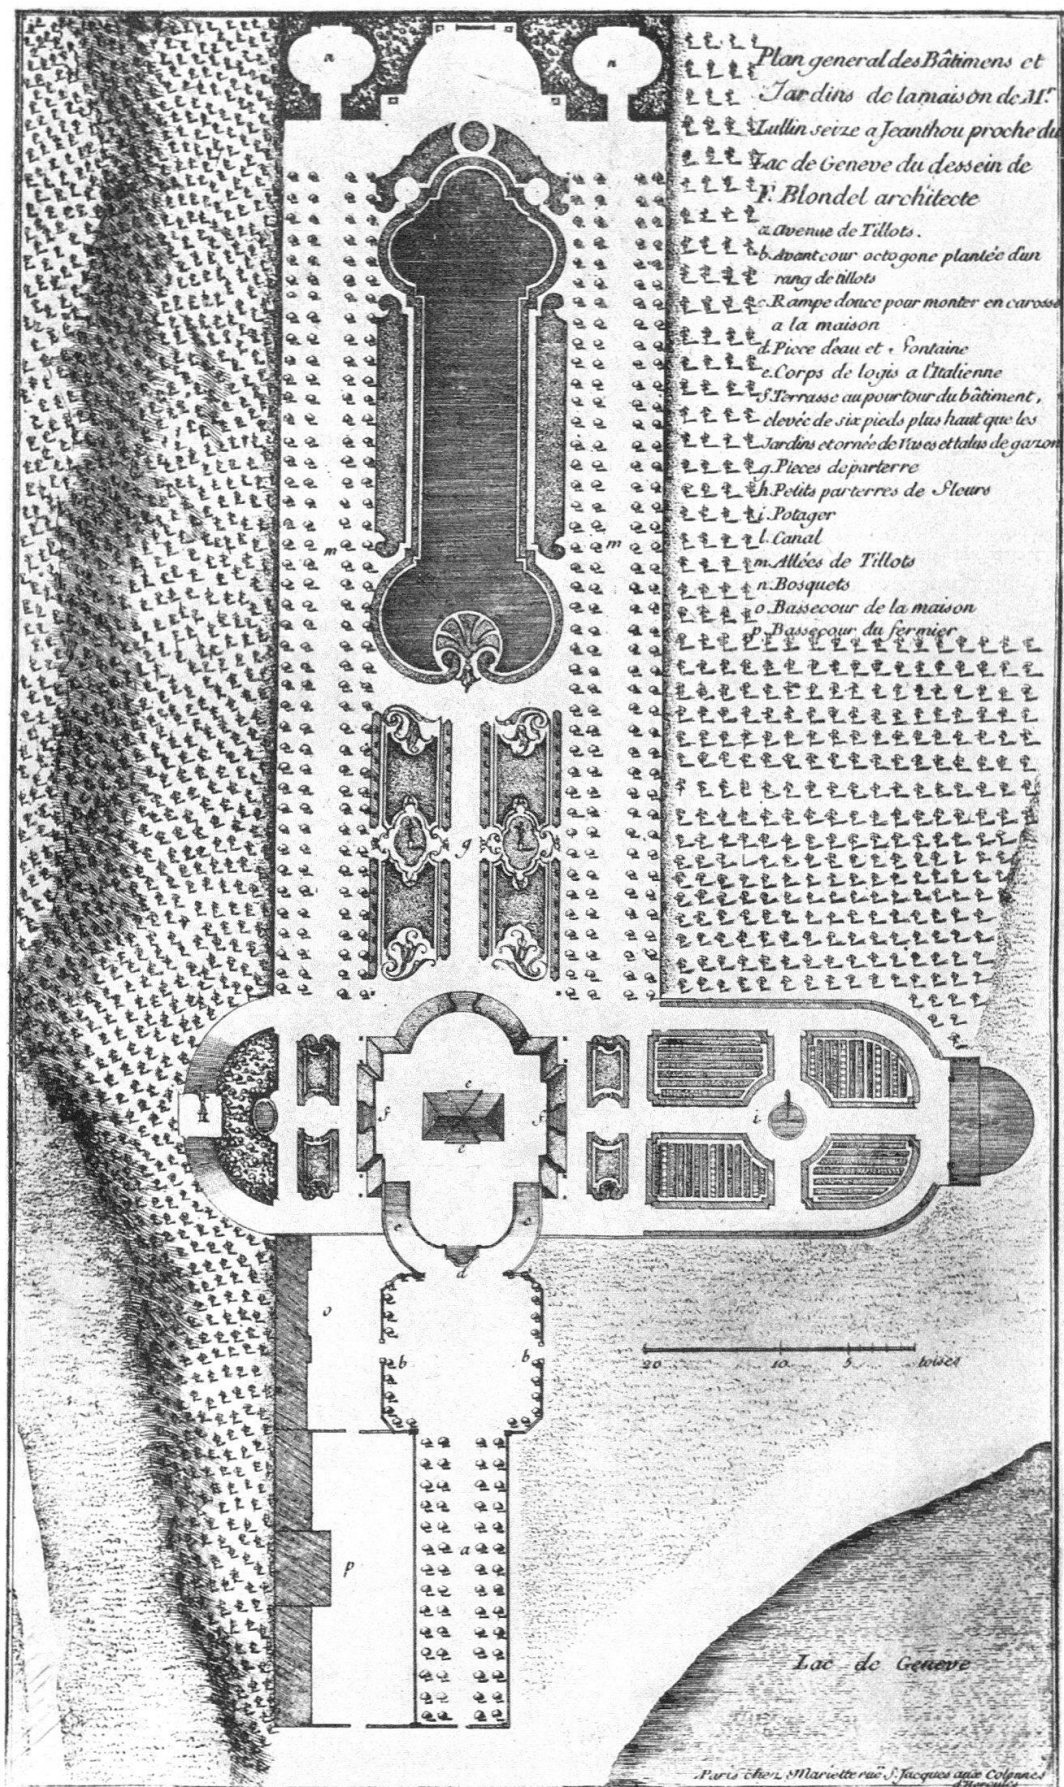 Plan general des Bâtimens et
Jardins de la maison de Mr.
Lullin seize a Jeanthou proche du
Lac de Geneve du dessein de
F. Blondel architecte
a. Avenue de Tillots.
b. Avant cour octogone plantée d'un
rang de tillots
c. Rampe douce pour monter en carosse
a la maison
d. Piece d'eau et Fontaine
e. Corps de logis a l'Italienne
f. Terrasse au pourtour du bâtiment,
elevée de six pieds plus haut que les
Jardins et ornée de Vases et talus de gazon
g. Pieces de parterre
h. Petits parterres de fleurs
i. Potager
l. Canal
m. Allées de Tillots
n. Bosquets
o. Bassecour de la maison
p. Bassecour du fermier
n n
m m
g
e
f f
e
i
c c
d
o
b b
20 10 5 toises
a
p
Lac de Geneve
Paris chez Mariette ruë S. Jacques aux Colonnes